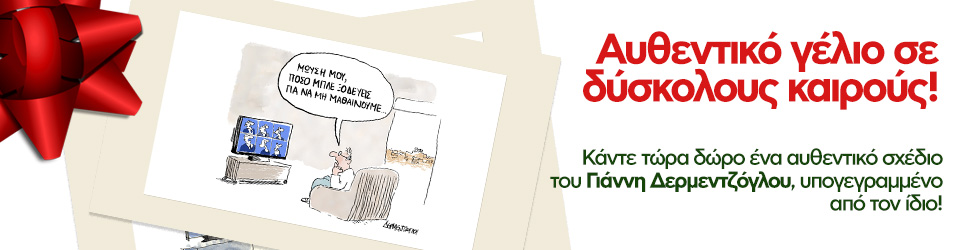 Αυθεντικό γέλιο σε
δύσκολους καιρούς!
Κάντε τώρα δώρο ένα αυθεντικό σχέδιο
του Γιάννη Δερμεντζόγλου, υπογεγραμμένο
από τον ίδιο!
ΜΩΥΣΗ ΜΟΥ,
ΠΟΣΟ ΜΠΛΕ ΞΟΔΕΥΕΙΣ
ΓΙΑ ΝΑ ΜΗ ΜΑΘΑΙΝΟΥΜΕ...